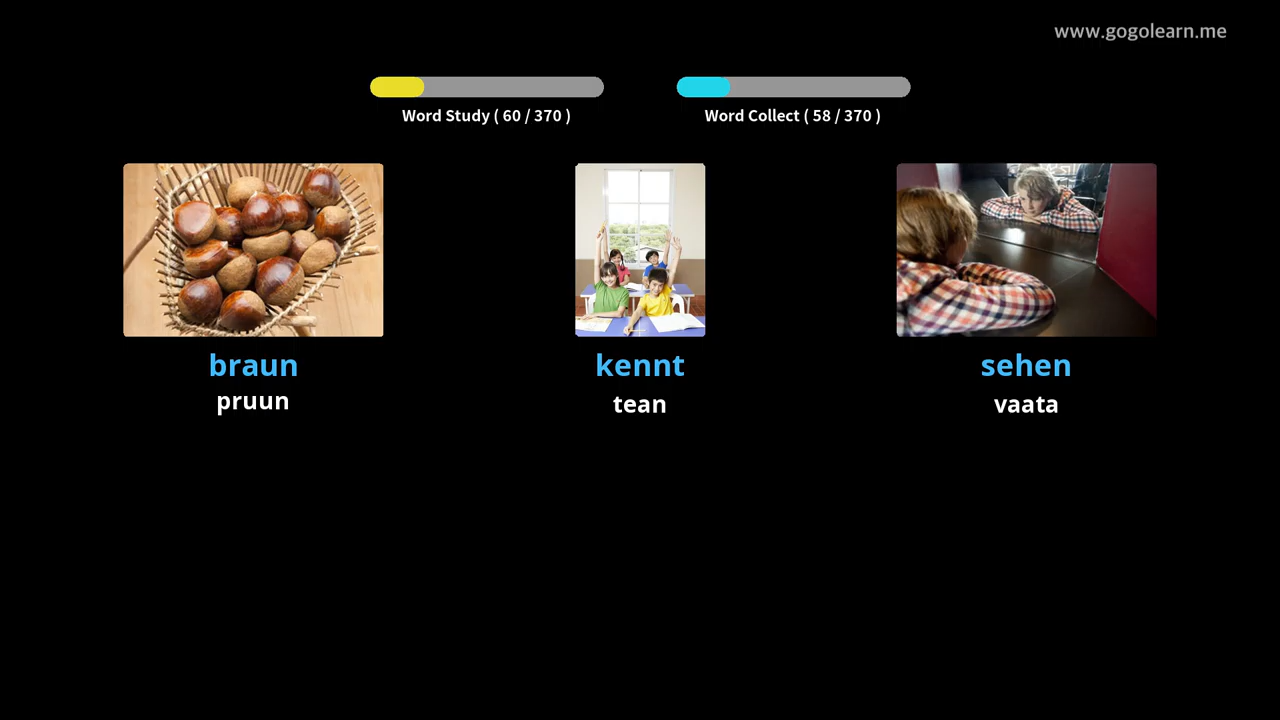 www.gogolearn.me
Word Study ( 60 / 370 )
Word Collect ( 58 / 370 )
braun
pruun
kennt
tean
sehen
vaata